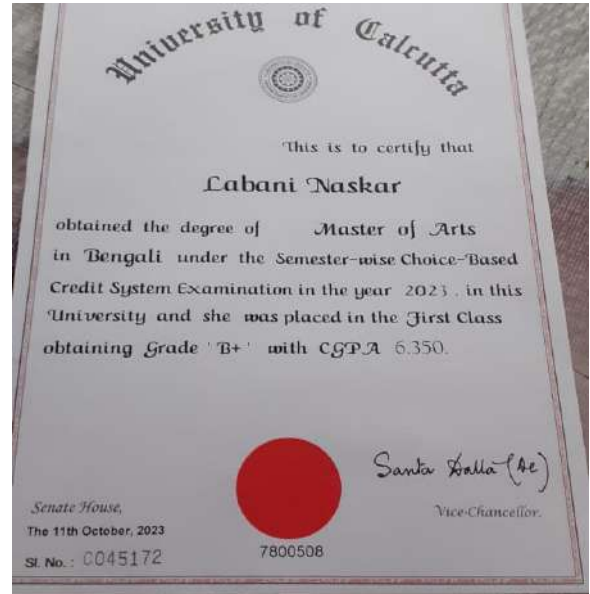 University of Calcutta
This is to certify that
Labani Naskar
obtained the degree of Master of Arts
in Bengali under the Semester-wise Choice-Based
Credit System Examination in the year 2023 . in this
University and she was placed in the First Class
obtaining Grade 'B+' with CGPA 6.350.
Santa Datta (De)
Senate House,
Vice-Chancellor.
The 11th October, 2023
Sl. No. : C045172
7800508